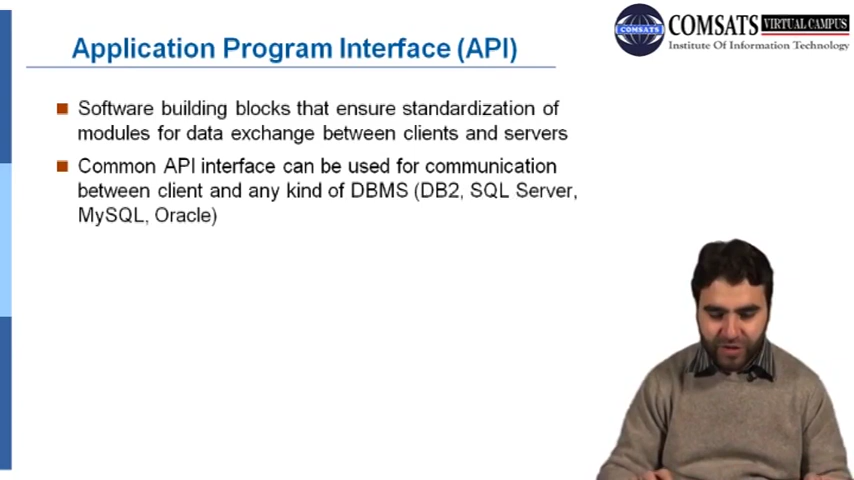 Application Program Interface (API)
COMSATS VIRTUAL CAMPUS
Institute Of Information Technology
COMSATS
Software building blocks that ensure standardization of
modules for data exchange between clients and servers
Common API interface can be used for communication
between client and any kind of DBMS (DB2, SQL Server,
MySQL, Oracle)